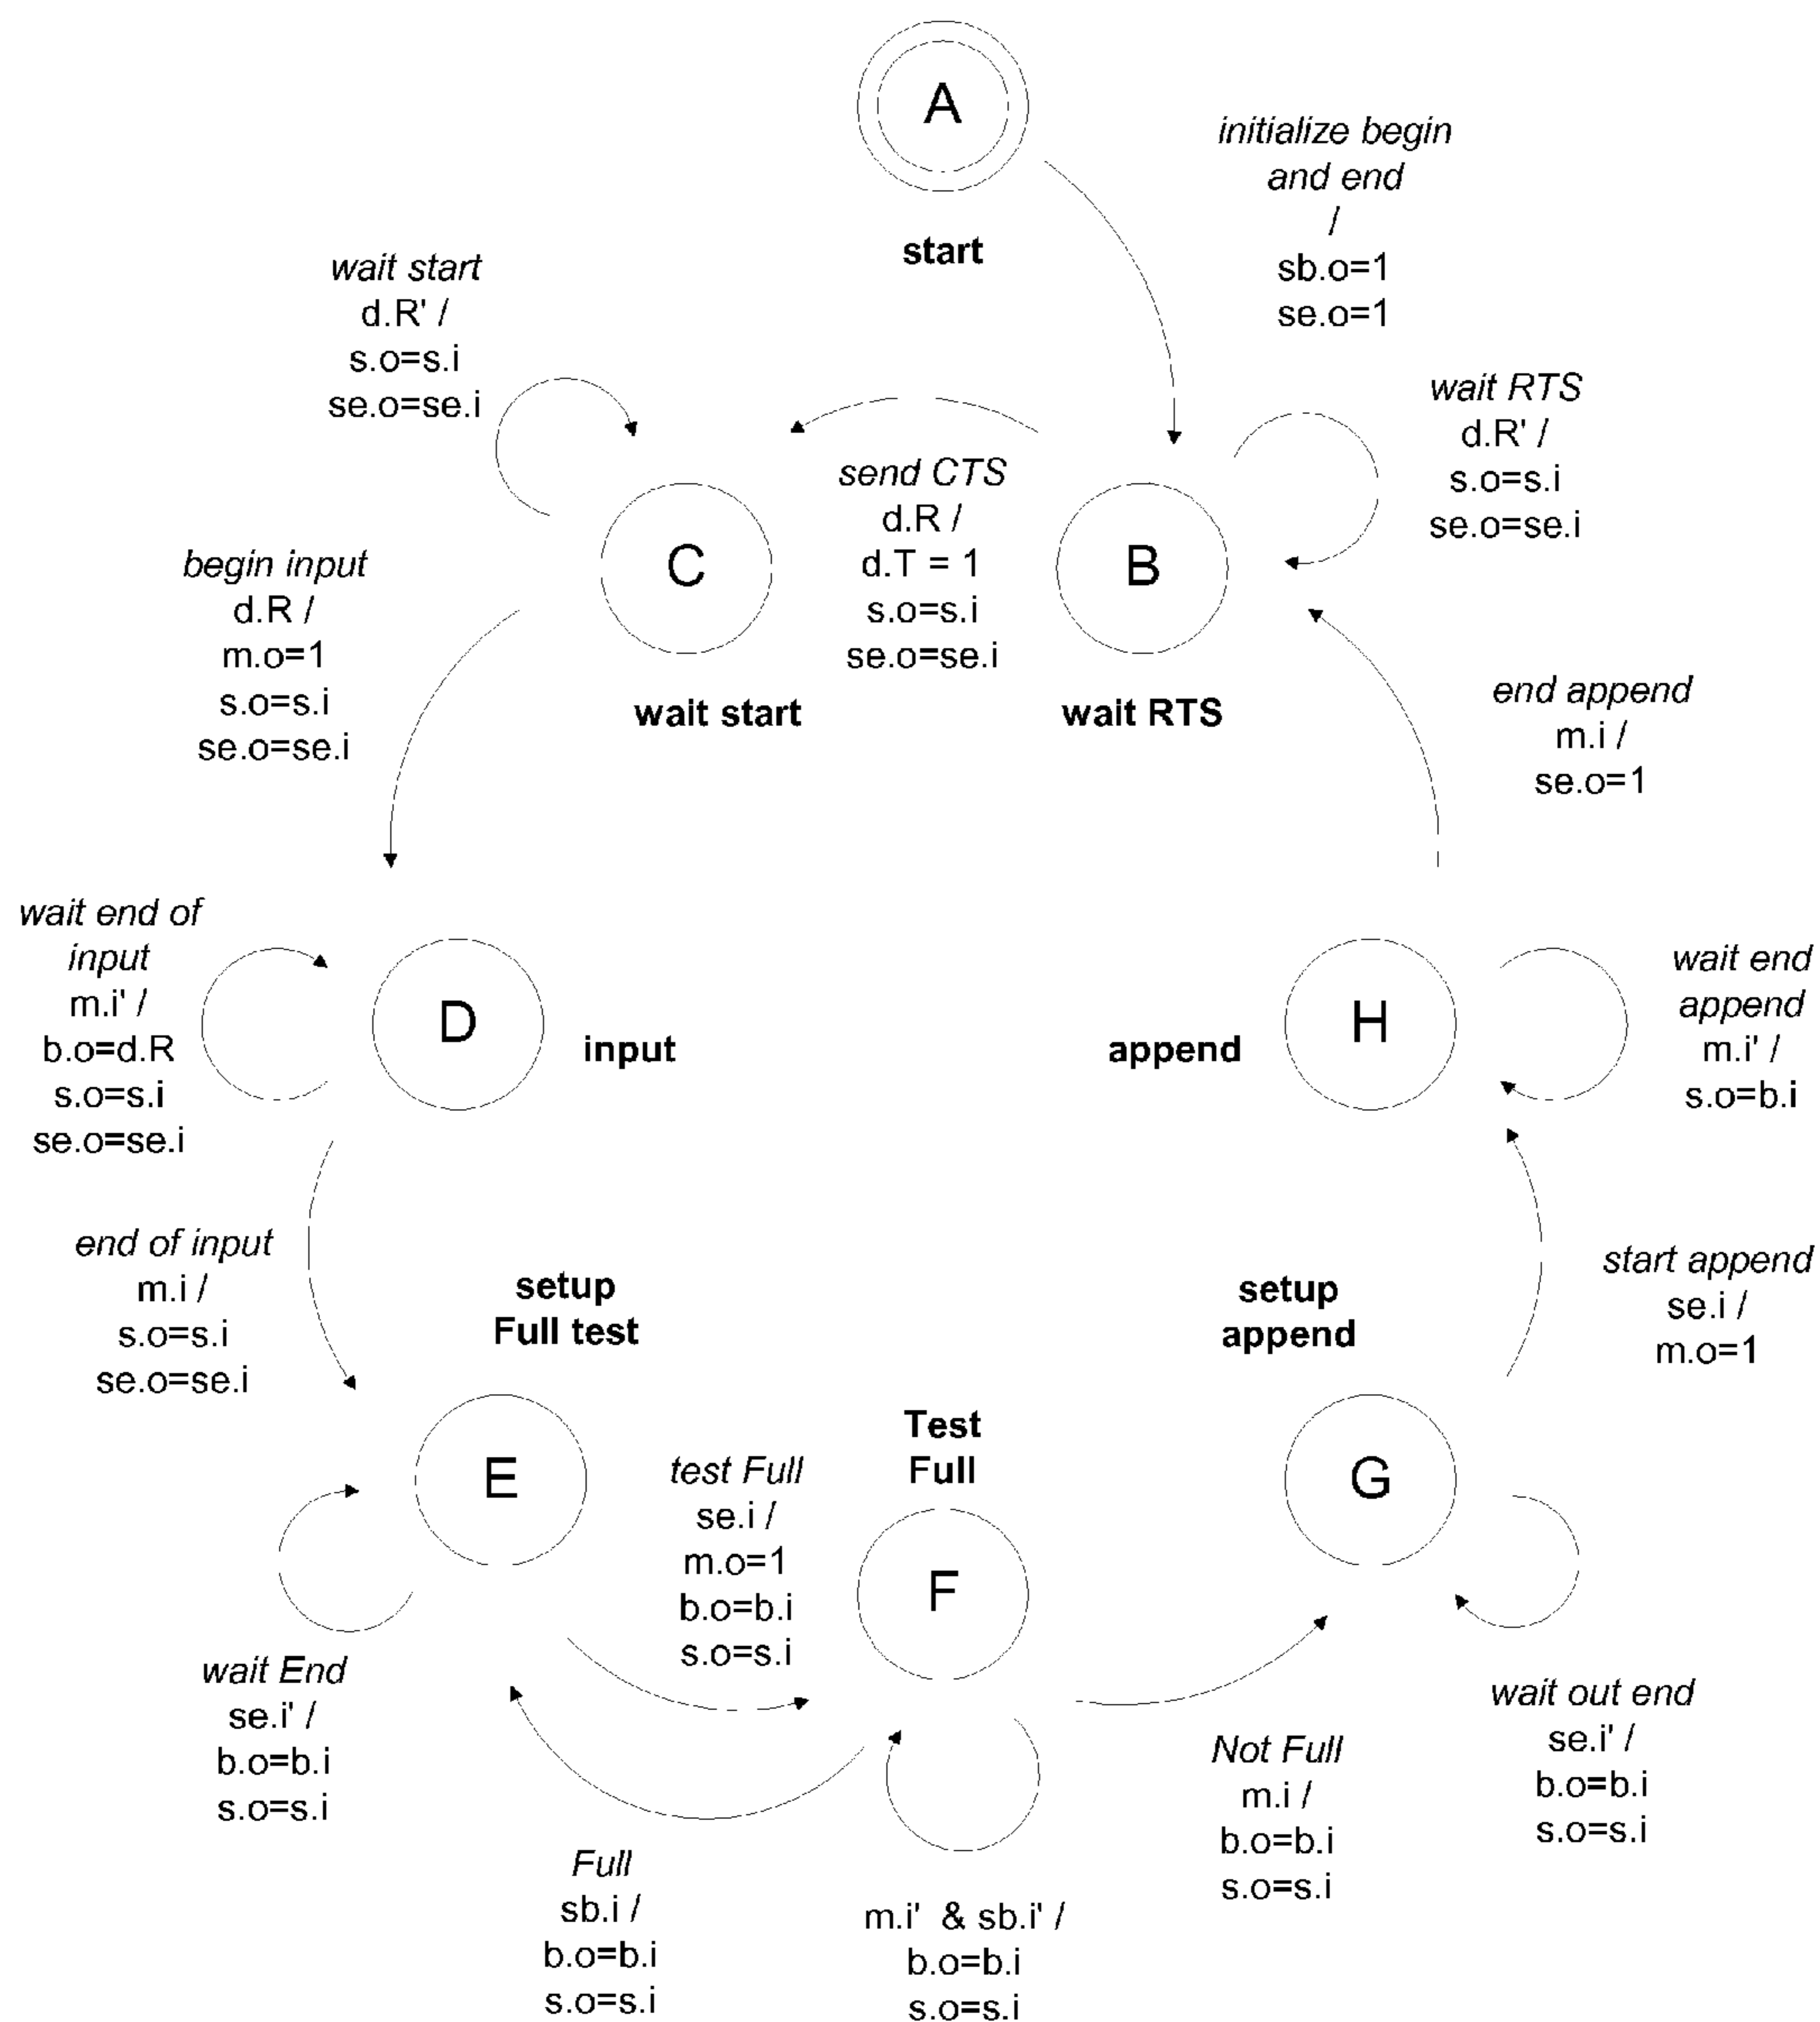 A
start
initialize begin
and end
/
sb.o=1
se.o=1
wait start
d.R' /
s.o=s.i
se.o=se.i
wait RTS
d.R' /
s.o=s.i
se.o=se.i
send CTS
d.R /
d.T = 1
s.o=s.i
se.o=se.i
C
wait start
B
wait RTS
begin input
d.R /
m.o=1
s.o=s.i
se.o=se.i
end append
m.i /
se.o=1
wait end of
input
m.i' /
b.o=d.R
s.o=s.i
se.o=se.i
D
input
append
H
wait end
append
m.i' /
s.o=b.i
end of input
m.i /
s.o=s.i
se.o=se.i
setup
Full test
setup
append
start append
se.i /
m.o=1
E
test Full
se.i /
m.o=1
b.o=b.i
s.o=s.i
Test
Full
F
G
wait End
se.i' /
b.o=b.i
s.o=s.i
Full
sb.i /
b.o=b.i
s.o=s.i
m.i' & sb.i' /
b.o=b.i
s.o=s.i
Not Full
m.i /
b.o=b.i
s.o=s.i
wait out end
se.i' /
b.o=b.i
s.o=s.i